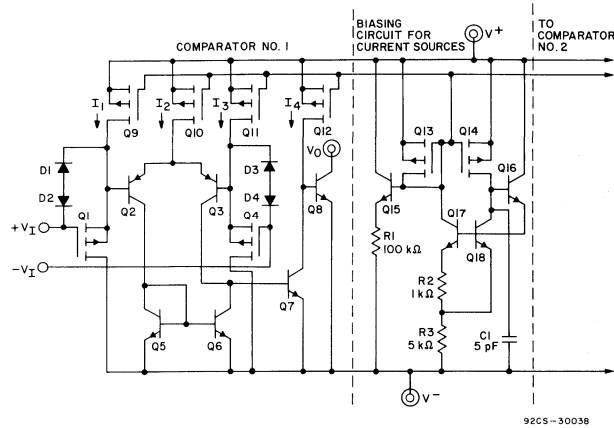 COMPARATOR NO. 1
BIASING
CIRCUIT FOR
CURRENT SOURCES
V+
TO
COMPARATOR
NO. 2
I1
I2
I3
I4
Q9
Q10
Q11
Q12
Q13
Q14
D1
D2
D3
D4
VO
Q16
Q1
Q2
Q3
Q4
Q8
Q15
Q17
Q18
+VI
-VI
R1
100 kΩ
R2
1 kΩ
Q7
Q5
Q6
R3
5 kΩ
C1
5 pF
V-
92CS-30038